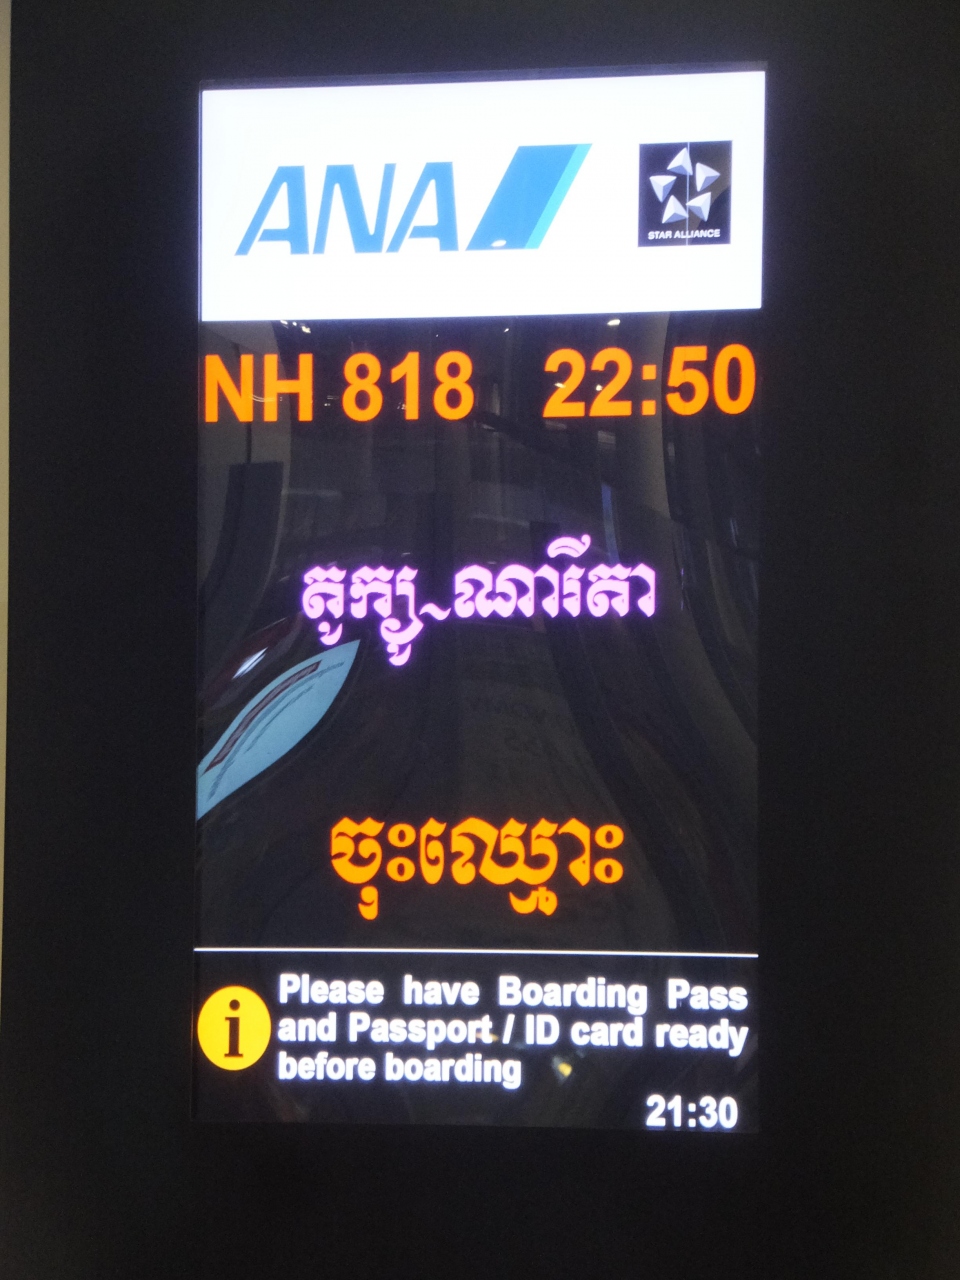 ANA
STAR ALLIANCE
NH 818 22:50
តូក្យូ-ណារីតា
ចុះឈ្មោះ
i Please have Boarding Pass
and Passport / ID card ready
before boarding
21:30